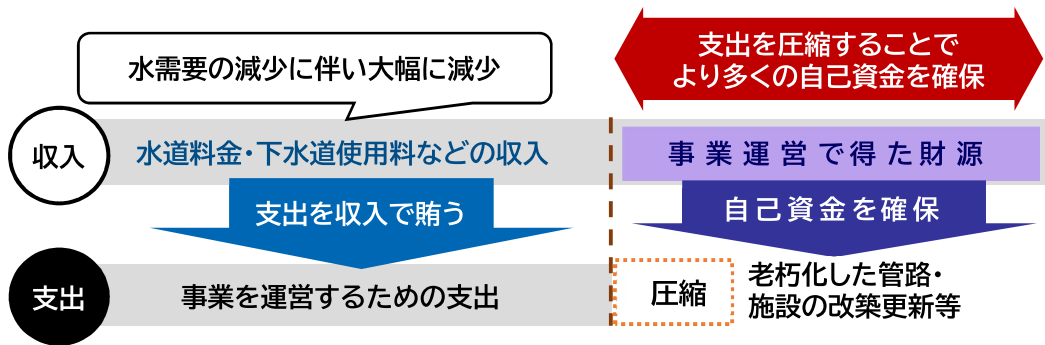 水需要の減少に伴い大幅に減少
支出を圧縮することで
より多くの自己資金を確保
収入
水道料金・下水道使用料などの収入
事業運営で得た財源
支出を収入で賄う
自己資金を確保
支出
事業を運営するための支出
圧縮
老朽化した管路・
施設の改築更新等